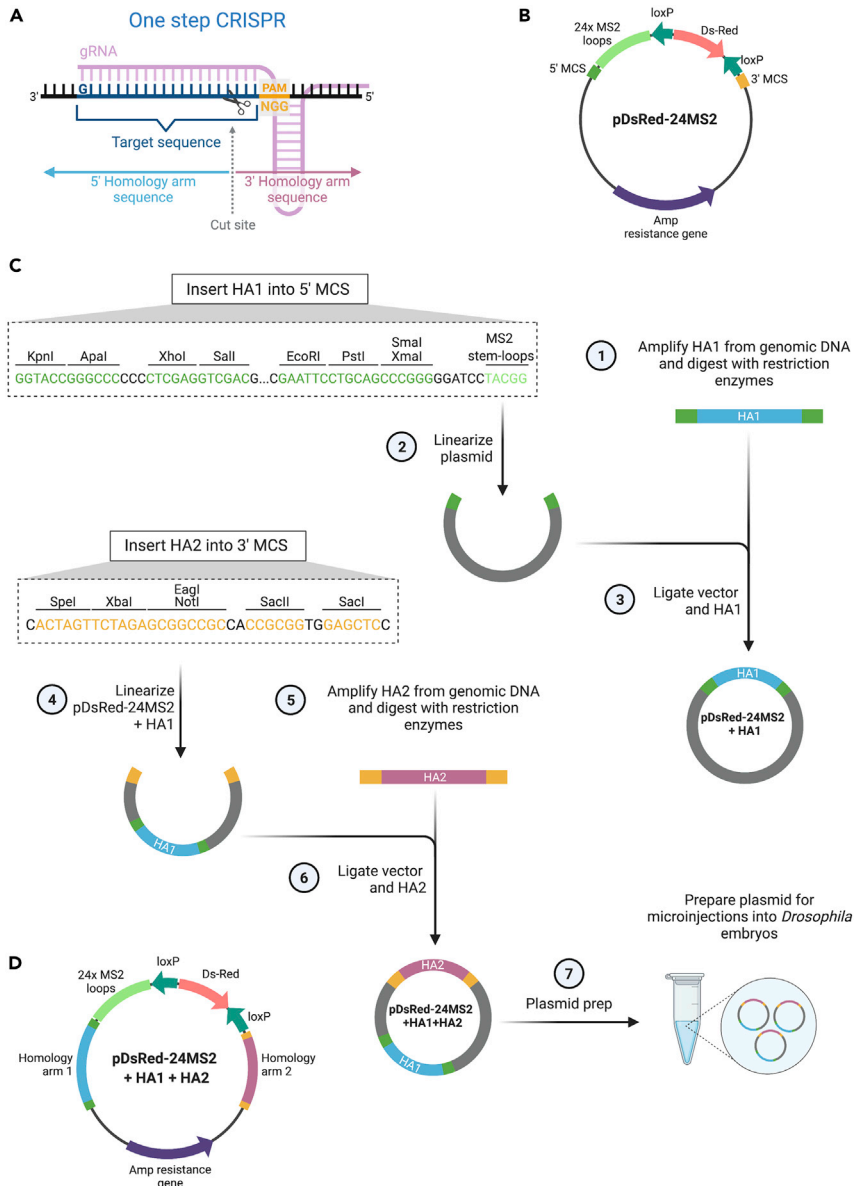 A
One step CRISPR
gRNA
G
PAM
NGG
3'
5'
Target sequence
5' Homology arm
sequence
3' Homology arm
sequence
Cut site
B
24x MS2
loops
loxP
Ds-Red
loxP
5' MCS
3' MCS
pDsRed-24MS2
Amp
resistance gene
C
Insert HA1 into 5' MCS
KpnI ApaI XhoI SalI EcoRI PstI SmaI XmaI MS2 stem-loops
GGTACCGGGCCCCCCCTCGAGGTCGACG...CGAATTCCTGCAGCCCGGGGGATCCTACGG
1
Amplify HA1 from genomic DNA
and digest with restriction
enzymes
HA1
2
Linearize
plasmid
3
Ligate vector
and HA1
HA1
pDsRed-24MS2
+ HA1
Insert HA2 into 3' MCS
SpeI XbaI EagI NotI SacII SacI
CACTAGTTCTAGAGCGGCCGCCACCGCGGTGGAGCTCC
4
Linearize
pDsRed-24MS2
+ HA1
HA1
5
Amplify HA2 from genomic DNA
and digest with restriction
enzymes
HA2
6
Ligate vector
and HA2
HA2
pDsRed-24MS2
+HA1+HA2
HA1
7
Plasmid prep
Prepare plasmid for
microinjections into Drosophila
embryos
D
24x MS2
loops
loxP
Ds-Red
loxP
Homology
arm 1
pDsRed-24MS2
+ HA1 + HA2
Homology
arm 2
Amp resistance
gene